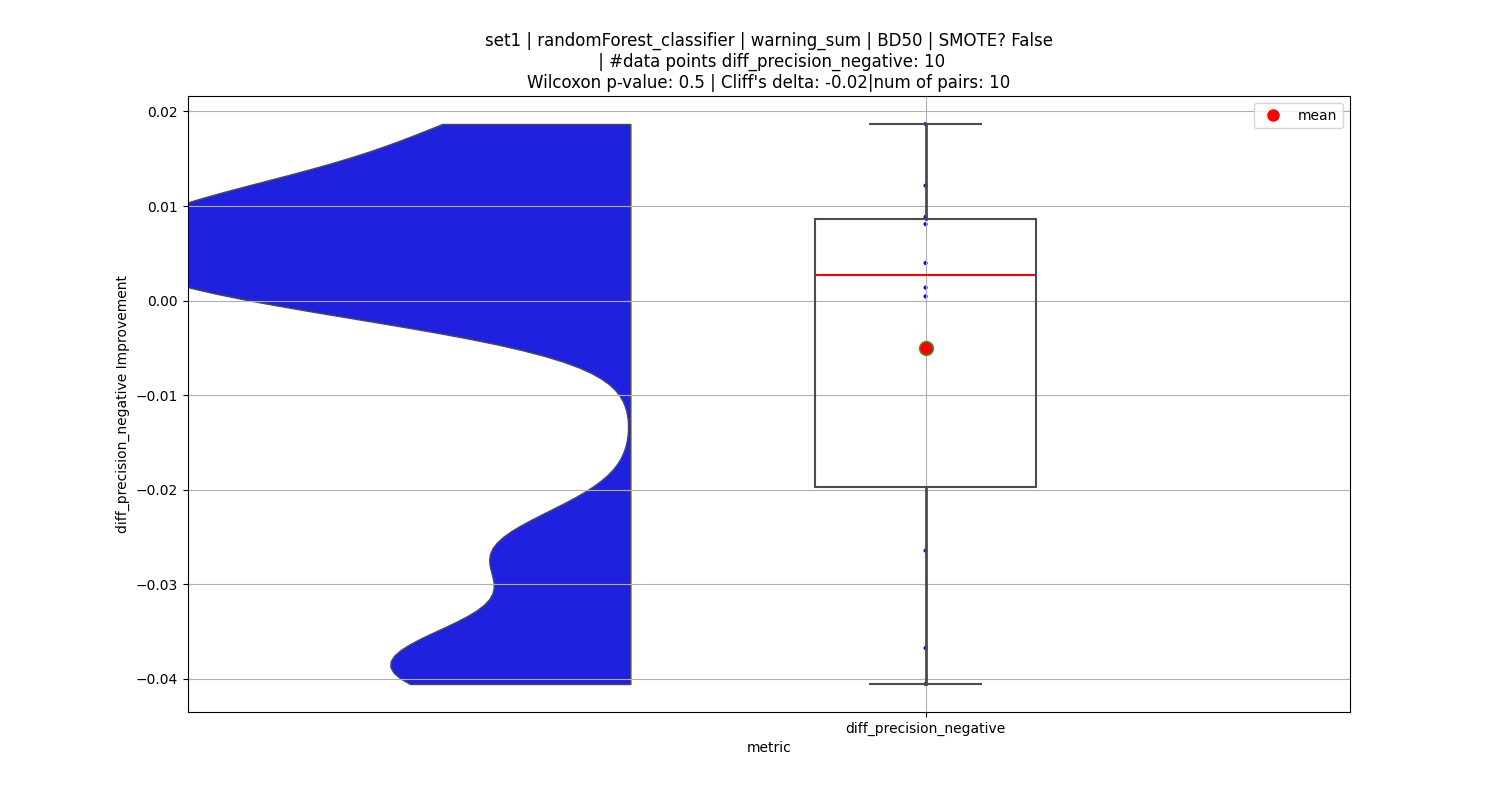 set1 | randomForest_classifier | warning_sum | BD50 | SMOTE? False
| #data points diff_precision_negative: 10
Wilcoxon p-value: 0.5 | Cliff's delta: -0.02|num of pairs: 10
mean
0.02
0.01
0.00
−0.01
−0.02
−0.03
−0.04
diff_precision_negative Improvement
diff_precision_negative
metric